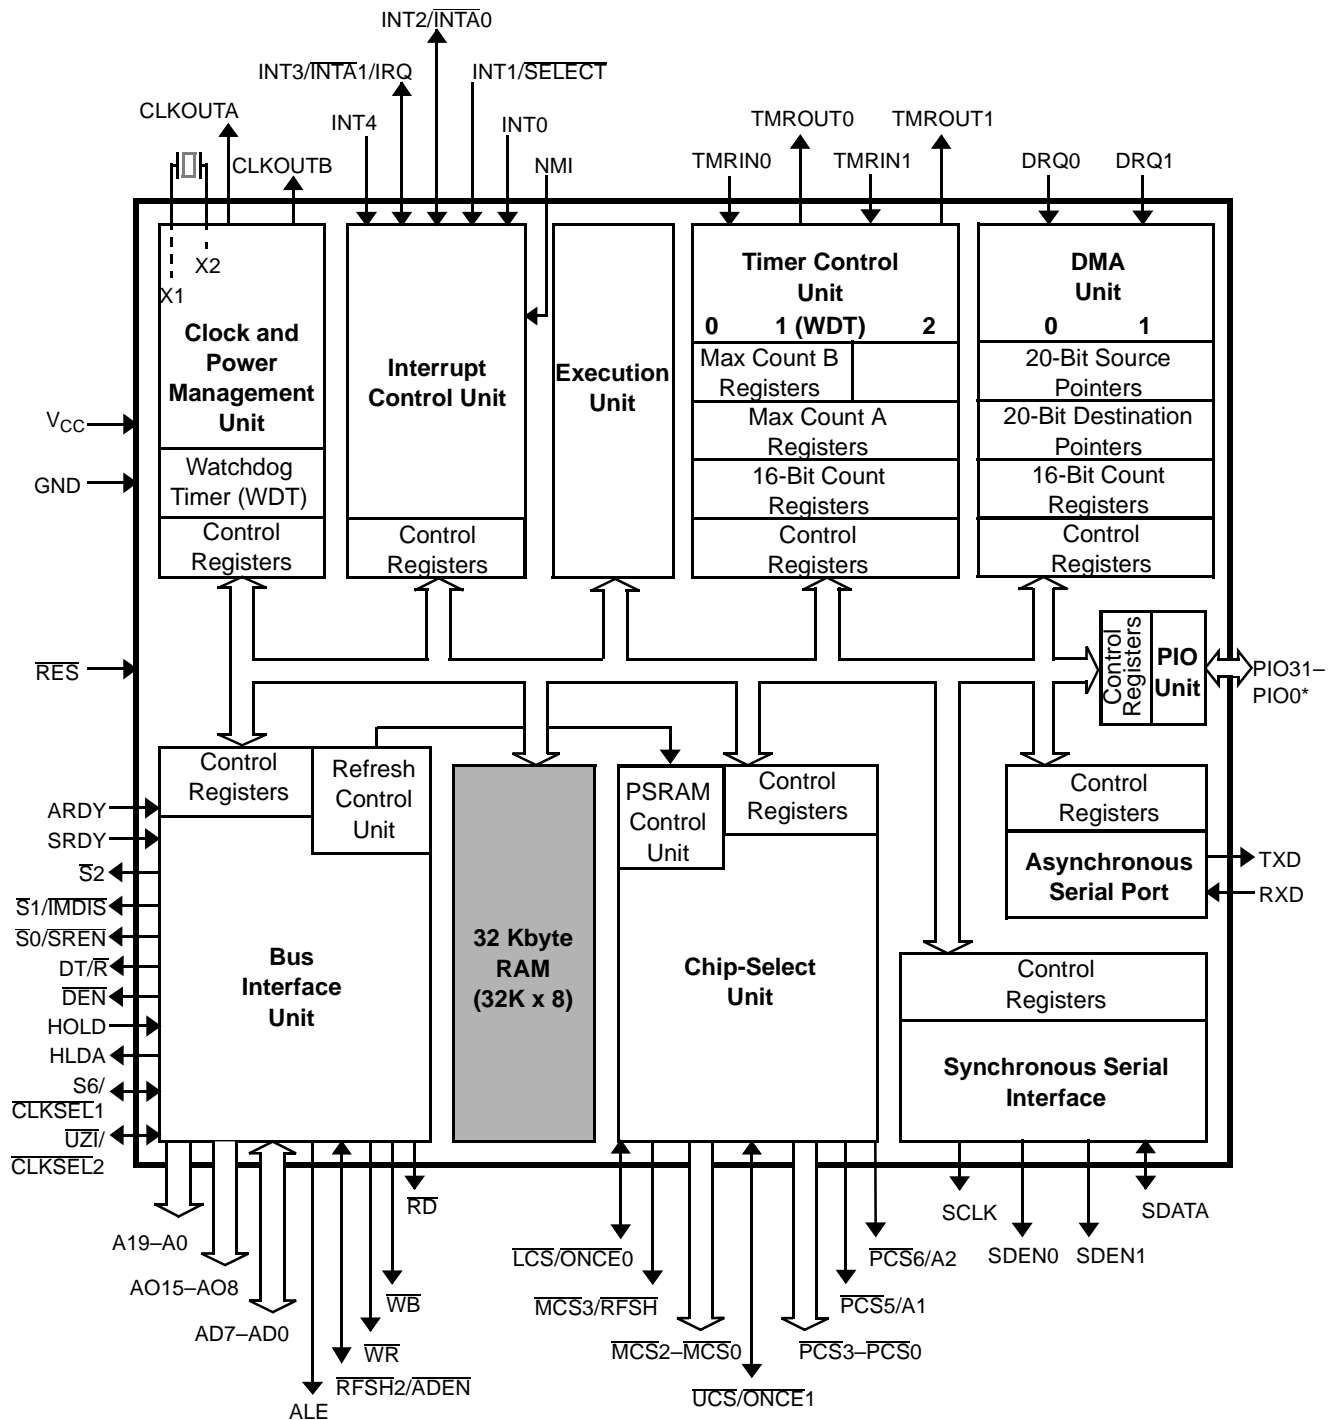 INT2/INTA0
INT3/INTA1/IRQ
INT1/SELECT
CLKOUTA
INT4
INT0
TMROUT0
TMROUT1
CLKOUTB
NMI
TMRIN0
TMRIN1
DRQ0
DRQ1
X2
X1
Clock and
Power
Management
Unit
Watchdog
Timer (WDT)
Control
Registers
Interrupt
Control Unit
Control
Registers
Execution
Unit
Timer Control
Unit
0 1 (WDT) 2
Max Count B
Registers
Max Count A
Registers
16-Bit Count
Registers
Control
Registers
DMA
Unit
0 1
20-Bit Source
Pointers
20-Bit Destination
Pointers
16-Bit Count
Registers
Control
Registers
VCC
GND
RES
Control
Registers
PIO
Unit
PIO31–
PIO0*
Control
Registers
Refresh
Control
Unit
Bus
Interface
Unit
32 Kbyte
RAM
(32K x 8)
PSRAM
Control
Unit
Control
Registers
Chip-Select
Unit
Control
Registers
Asynchronous
Serial Port
TXD
RXD
Control
Registers
Synchronous Serial
Interface
ARDY
SRDY
S2
S1/IMDIS
S0/SREN
DT/R
DEN
HOLD
HLDA
S6/
CLKSEL1
UZI/
CLKSEL2
A19–A0
AO15–AO8
AD7–AD0
ALE
RFSH2/ADEN
WR
WB
RD
LCS/ONCE0
MCS3/RFSH
MCS2–MCS0
UCS/ONCE1
PCS3–PCS0
PCS5/A1
PCS6/A2
SCLK
SDEN0
SDEN1
SDATA